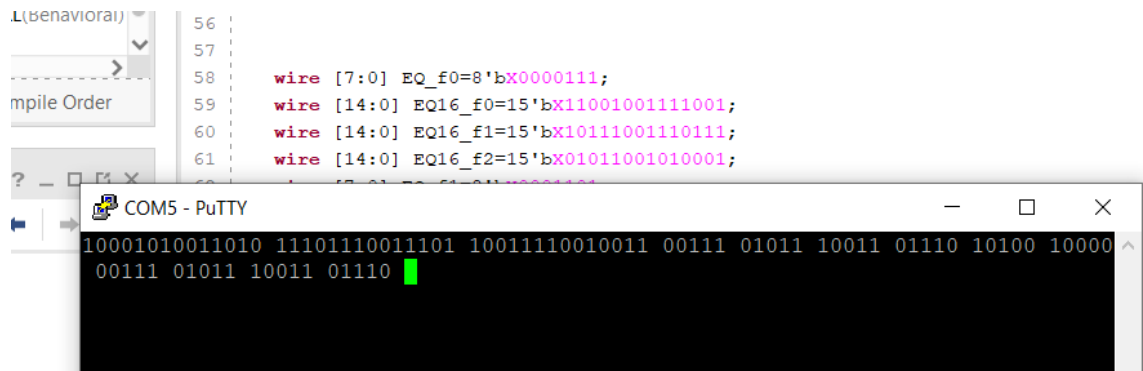 L(Behavioral)
56
57
58 wire [7:0] EQ_f0=8'bX0000111;
mpile Order
59 wire [14:0] EQ16_f0=15'bX11001001111001;
60 wire [14:0] EQ16_f1=15'bX10111001110111;
61 wire [14:0] EQ16_f2=15'bX01011001010001;
COM5 - PuTTY
10001010011010 11101110011101 10011110010011 00111 01011 10011 01110 10100 10000
00111 01011 10011 01110